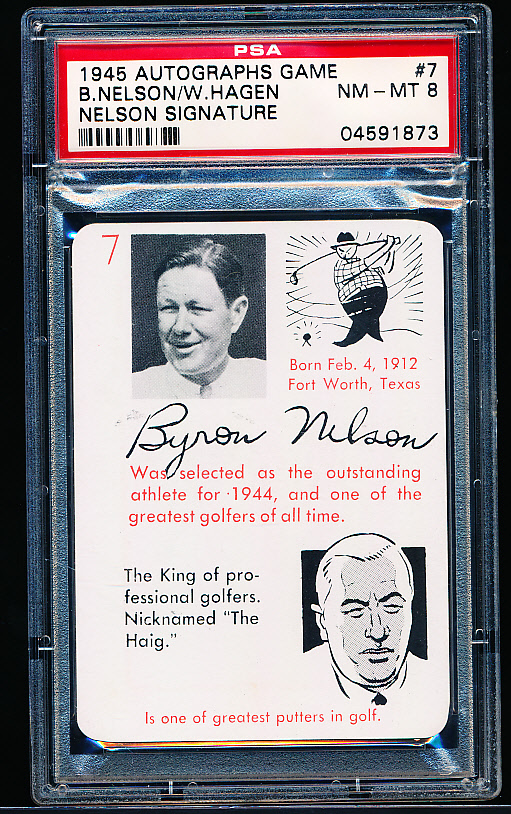 PSA
1945 AUTOGRAPHS GAME #7
B.NELSON/W.HAGEN NM-MT 8
NELSON SIGNATURE
04591873
7
Born Feb. 4, 1912
Fort Worth, Texas
Byron Nelson
Was selected as the outstanding
athlete for 1944, and one of the
greatest golfers of all time.
The King of pro-
fessional golfers.
Nicknamed "The
Haig."
Is one of greatest putters in golf.